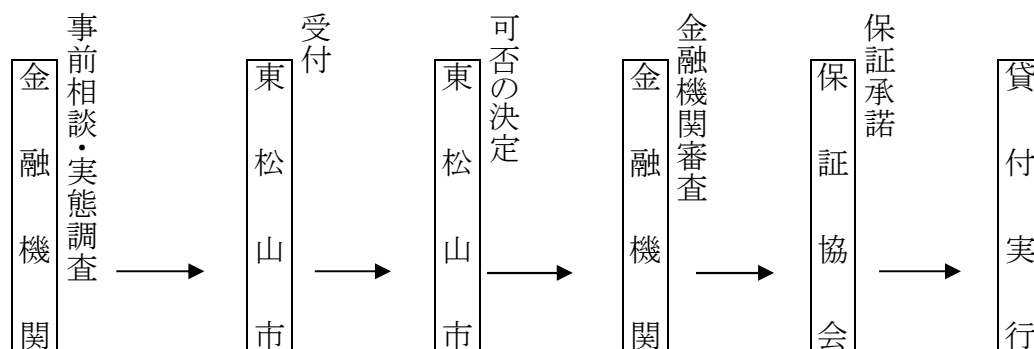 金融機関
事前相談・実態調査
東松山市
受付
東松山市
可否の決定
金融機関
金融機関審査
保証協会
保証承諾
貸付実行